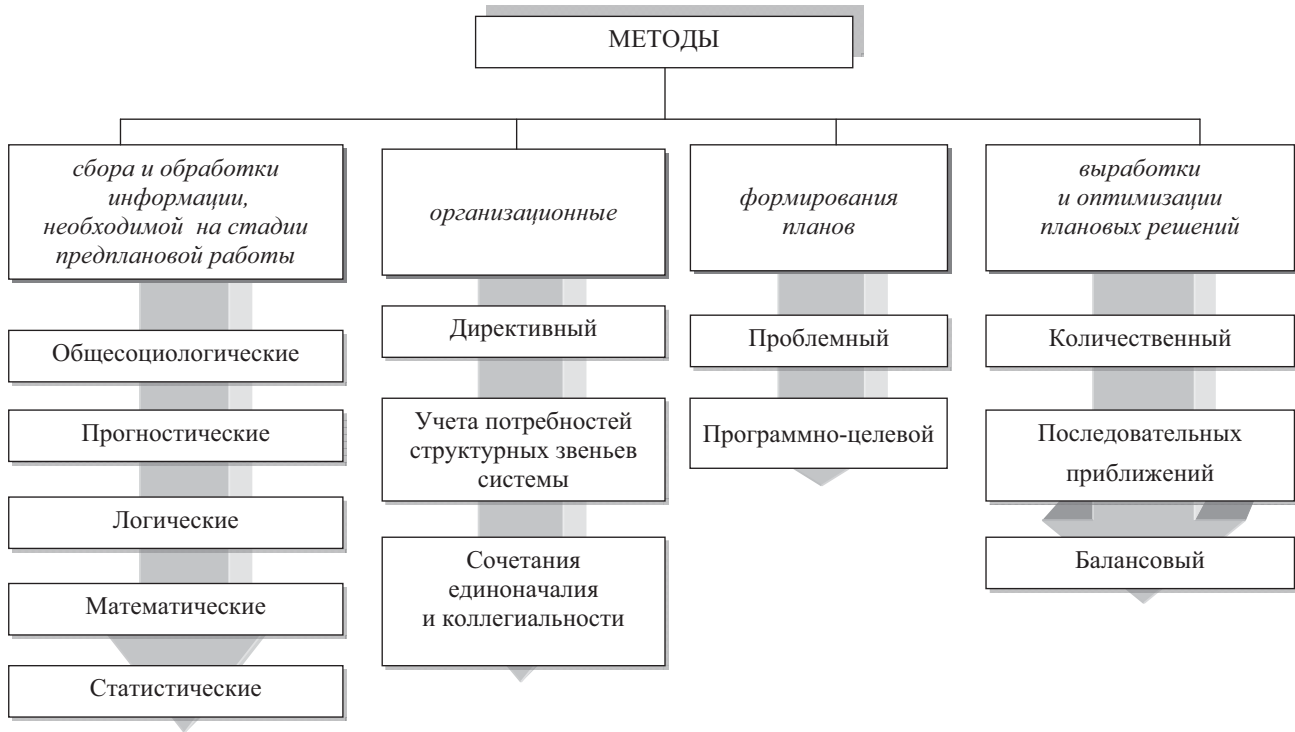 МЕТОДЫ
сбора и обработки
информации,
необходимой на стадии
предплановой работы
Общесоциологические
Прогностические
Логические
Математические
Статистические
организационные
Директивный
Учета потребностей
структурных звеньев
системы
Сочетания
единоначалия
и коллегиальности
формирования
планов
Проблемный
Программно-целевой
выработки
и оптимизации
плановых решений
Количественный
Последовательных
приближений
Балансовый